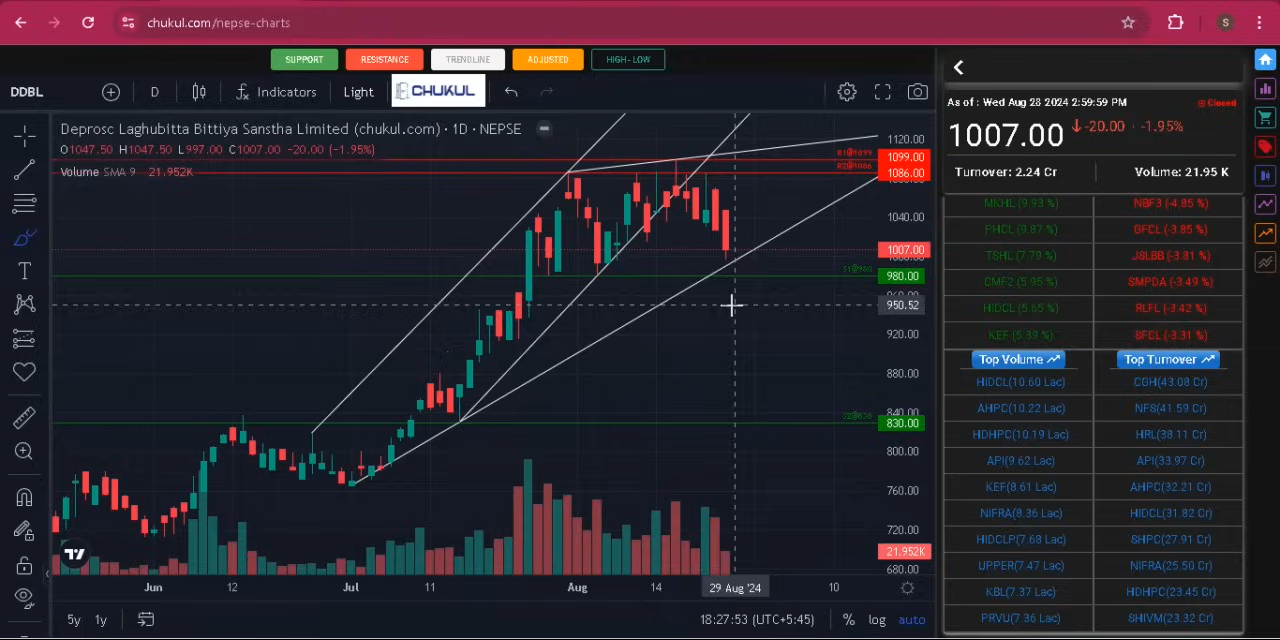 chukul.com/nepse-charts
S
SUPPORT RESISTANCE TRENDLINE ADJUSTED HIGH-LOW
DDBL D Indicators Light CHUKUL
Deprosc Laghubitta Bittiya Sanstha Limited (chukul.com) · 1D · NEPSE
O1047.50 H1047.50 L997.00 C1007.00 -20.00 (-1.95%)
Volume SMA 9 21.952K
1120.00
R1@1099 1099.00
R2@1086 1086.00
1040.00
1007.00
S1@980 980.00
950.52
920.00
880.00
840.00
S2@830 830.00
800.00
760.00
720.00
21.952K
680.00
Jun 12 Jul 11 Aug 14 29 Aug '24 10
5y 1y 18:27:53 (UTC+5:45) % log auto
As of : Wed Aug 28 2024 2:59:59 PM Closed
1007.00 -20.00 · -1.95%
Turnover: 2.24 Cr Volume: 21.95 K
MKHL (9.93 %) NBF3 (-4.85 %)
PHCL (9.87%) GFCL (-3.85%)
TSHL (7.79 %) JSLBB (-3.81 %)
CMF2 (5.95 %) SMPDA (-3.49 %)
HIDCL (5.65 %) RLFL (-3.42 %)
KEF (5.39 %) SFCL (-3.31 %)
Top Volume Top Turnover
HIDCL(10.60 Lac) CGH(43.08 Cr)
AHPC(10.22 Lac) NFS(41.59 Cr)
HDHPC(10.19 Lac) HRL(38.11 Cr)
API(9.62 Lac) API(33.97 Cr)
KEF(8.61 Lac) AHPC(32.21 Cr)
NIFRA(8.36 Lac) HIDCL(31.82 Cr)
HIDCLP(7.68 Lac) SHPC(27.91 Cr)
UPPER(7.47 Lac) NIFRA(25.50 Cr)
KBL(7.37 Lac) HDHPC(23.45 Cr)
PRVU(7.36 Lac) SHIVM(23.32 Cr)